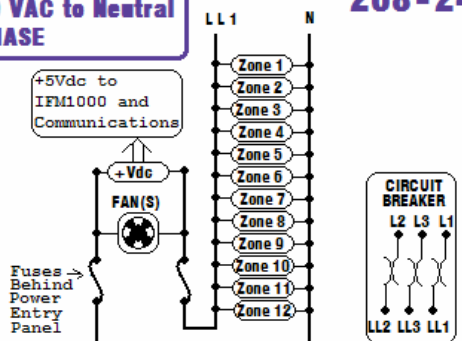 VAC to Neutral
HASE
LL1
N
+5Vdc to
IFM1000 and
Communications
+Vdc
FAN(S)
Fuses
Behind
Power
Entry
Panel
Zone 1
Zone 2
Zone 3
Zone 4
Zone 5
Zone 6
Zone 7
Zone 8
Zone 9
Zone 10
Zone 11
Zone 12
CIRCUIT
BREAKER
L2 L3 L1
LL2 LL3 LL1